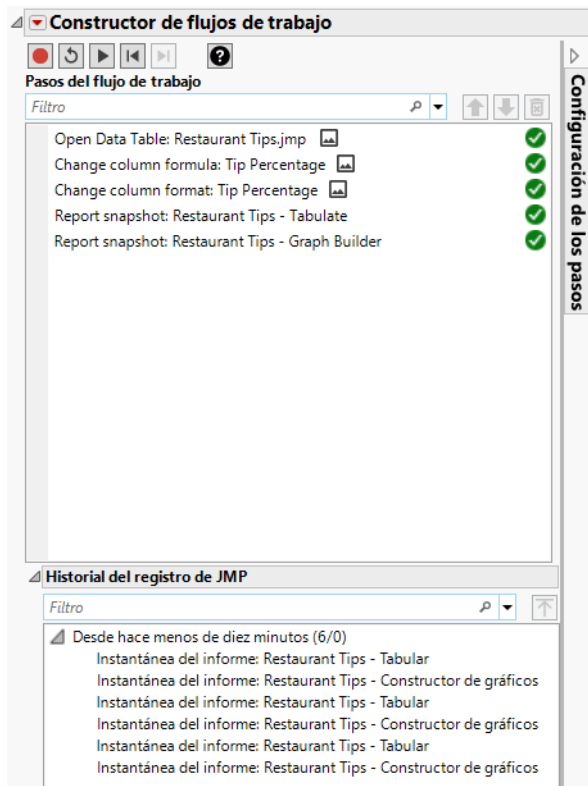 Constructor de flujos de trabajo
Pasos del flujo de trabajo
Filtro
Open Data Table: Restaurant Tips.jmp
Change column formula: Tip Percentage
Change column format: Tip Percentage
Report snapshot: Restaurant Tips - Tabulate
Report snapshot: Restaurant Tips - Graph Builder
Configuración de los pasos
Historial del registro de JMP
Filtro
Desde hace menos de diez minutos (6/0)
Instantánea del informe: Restaurant Tips - Tabular
Instantánea del informe: Restaurant Tips - Constructor de gráficos
Instantánea del informe: Restaurant Tips - Tabular
Instantánea del informe: Restaurant Tips - Constructor de gráficos
Instantánea del informe: Restaurant Tips - Tabular
Instantánea del informe: Restaurant Tips - Constructor de gráficos